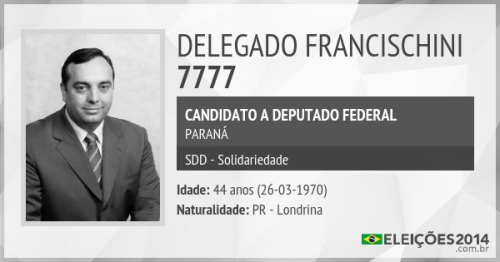 DELEGADO FRANCISCHINI
7777
CANDIDATO A DEPUTADO FEDERAL
PARANÁ
SDD - Solidariedade
Idade: 44 anos (26-03-1970)
Naturalidade: PR - Londrina
ELEIÇÕES2014
.com.br